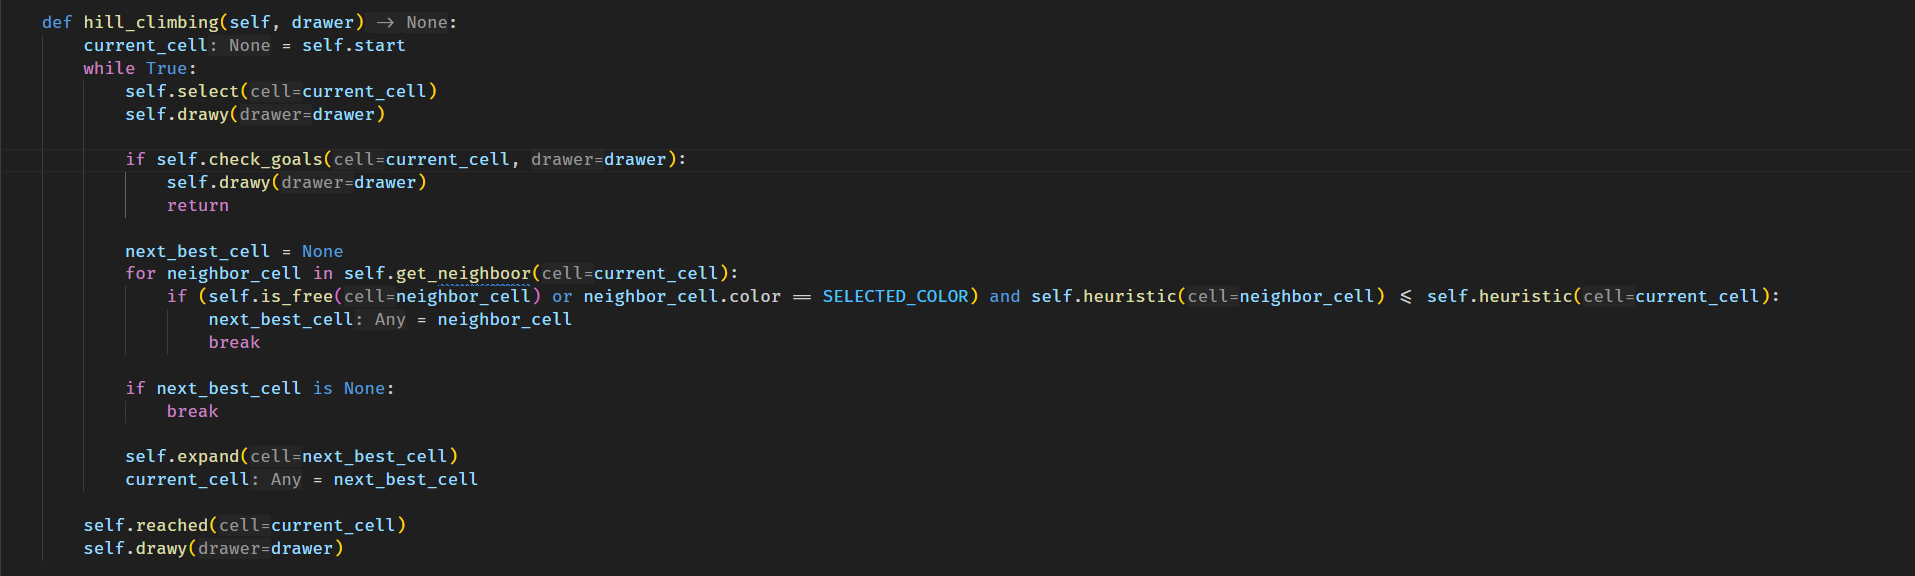 def hill_climbing(self, drawer) → None:
    current_cell: None = self.start
    while True:
        self.select(cell=current_cell)
        self.drawy(drawer=drawer)

        if self.check_goals(cell=current_cell, drawer=drawer):
            self.drawy(drawer=drawer)
            return

        next_best_cell = None
        for neighbor_cell in self.get_neighboor(cell=current_cell):
            if (self.is_free(cell=neighbor_cell) or neighbor_cell.color == SELECTED_COLOR) and self.heuristic(cell=neighbor_cell) ⩽ self.heuristic(cell=current_cell):
                next_best_cell: Any = neighbor_cell
                break

        if next_best_cell is None:
            break

        self.expand(cell=next_best_cell)
        current_cell: Any = next_best_cell

    self.reached(cell=current_cell)
    self.drawy(drawer=drawer)